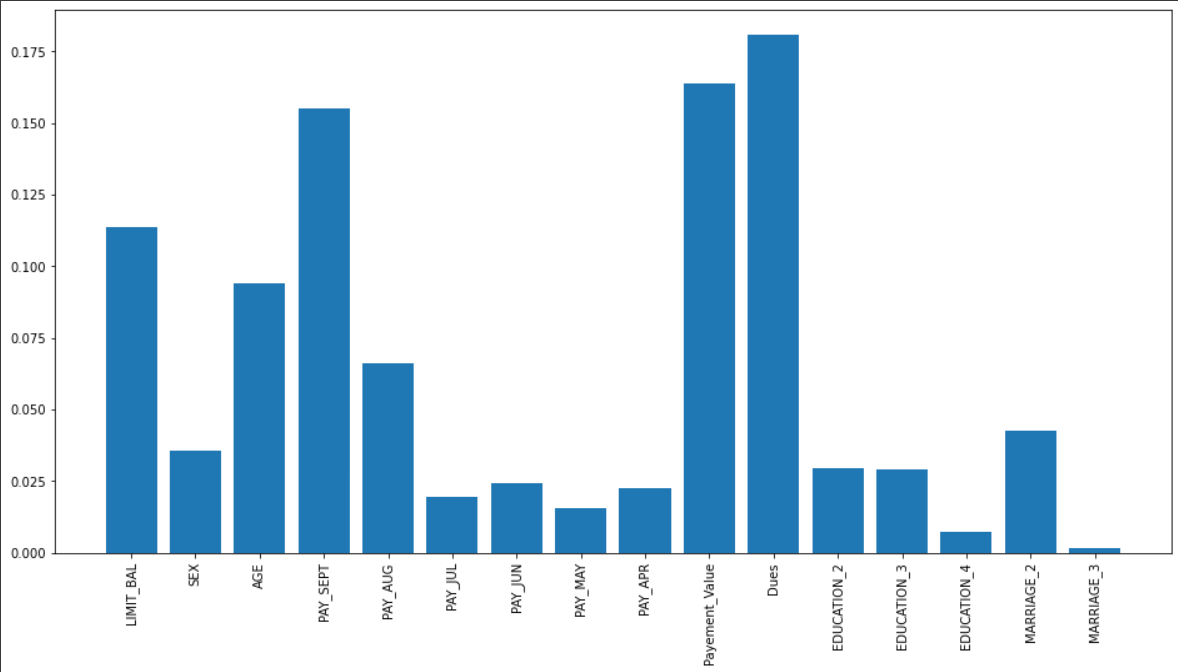 0.175
0.150
0.125
0.100
0.075
0.050
0.025
0.000
LIMIT_BAL
SEX
AGE
PAY_SEPT
PAY_AUG
PAY_JUL
PAY_JUN
PAY_MAY
PAY_APR
Payement_Value
Dues
EDUCATION_2
EDUCATION_3
EDUCATION_4
MARRIAGE_2
MARRIAGE_3